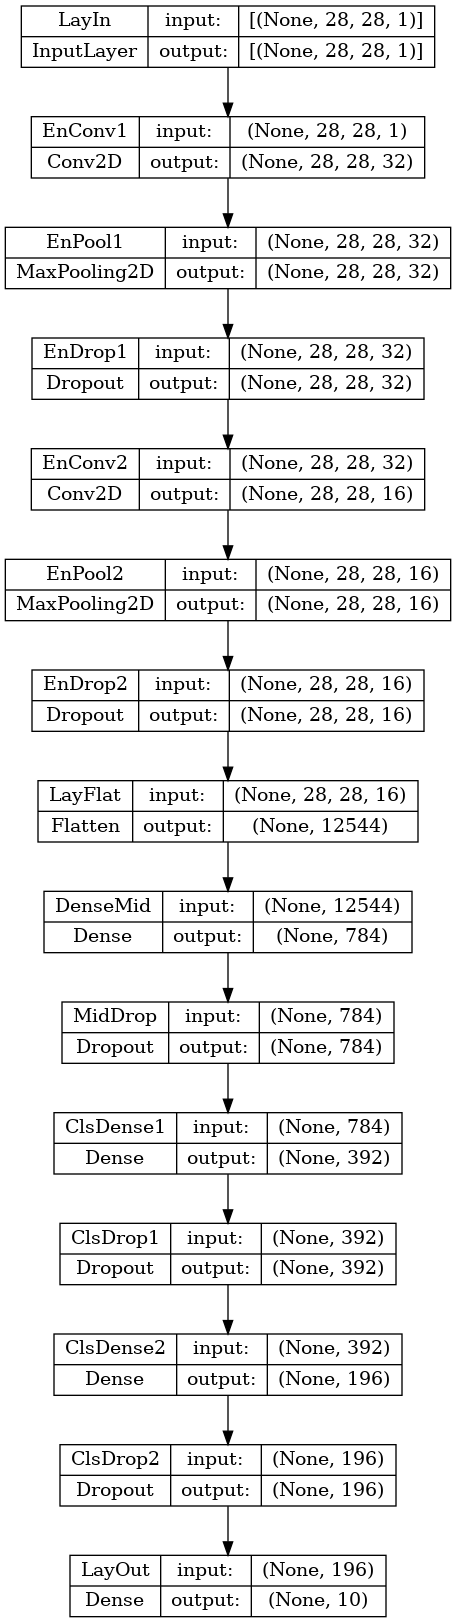 LayIn input: [(None, 28, 28, 1)]
InputLayer output: [(None, 28, 28, 1)]
EnConv1 input: (None, 28, 28, 1)
Conv2D output: (None, 28, 28, 32)
EnPool1 input: (None, 28, 28, 32)
MaxPooling2D output: (None, 28, 28, 32)
EnDrop1 input: (None, 28, 28, 32)
Dropout output: (None, 28, 28, 32)
EnConv2 input: (None, 28, 28, 32)
Conv2D output: (None, 28, 28, 16)
EnPool2 input: (None, 28, 28, 16)
MaxPooling2D output: (None, 28, 28, 16)
EnDrop2 input: (None, 28, 28, 16)
Dropout output: (None, 28, 28, 16)
LayFlat input: (None, 28, 28, 16)
Flatten output: (None, 12544)
DenseMid input: (None, 12544)
Dense output: (None, 784)
MidDrop input: (None, 784)
Dropout output: (None, 784)
ClsDense1 input: (None, 784)
Dense output: (None, 392)
ClsDrop1 input: (None, 392)
Dropout output: (None, 392)
ClsDense2 input: (None, 392)
Dense output: (None, 196)
ClsDrop2 input: (None, 196)
Dropout output: (None, 196)
LayOut input: (None, 196)
Dense output: (None, 10)